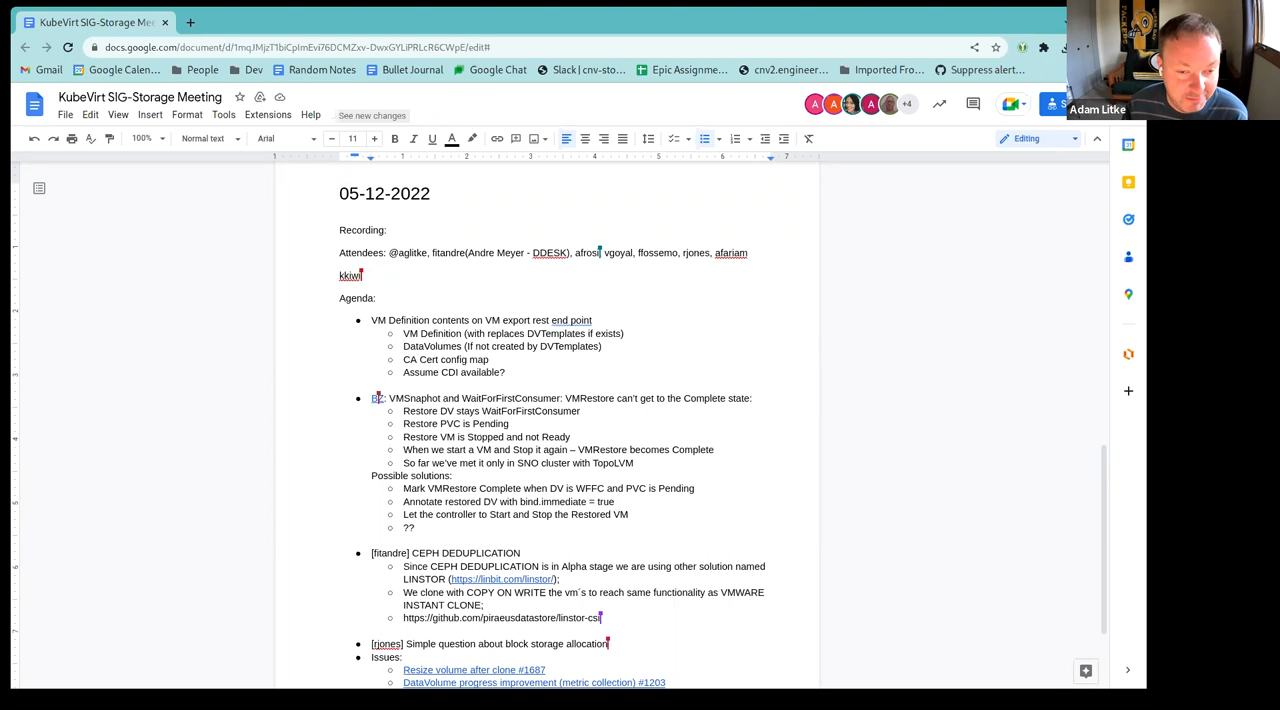 KubeVirt SIG-Storage Mee
docs.google.com/document/d/1mqJMjzT1biCpImEvi76DCMZxv-DwxGYLiPRLcR6CWpE/edit#
Gmail Google Calen... People Dev Random Notes Bullet Journal Google Chat Slack | cnv-sto... Epic Assignme... cnv2.engineer... Imported Fro... Suppress alert...
KubeVirt SIG-Storage Meeting
File Edit View Insert Format Tools Extensions Help See new changes
+4
Adam Litke
100% Normal text Arial 11 Editing
1 1 2 3 4 5 6 7
05-12-2022
Recording:
Attendees: @aglitke, fitandre(Andre Meyer - DDESK), afrosi, vgoyal, ffossemo, rjones, afariam
kkiwi
Agenda:
● VM Definition contents on VM export rest end point
○ VM Definition (with replaces DVTemplates if exists)
○ DataVolumes (If not created by DVTemplates)
○ CA Cert config map
○ Assume CDI available?
● BZ: VMSnaphot and WaitForFirstConsumer: VMRestore can't get to the Complete state:
○ Restore DV stays WaitForFirstConsumer
○ Restore PVC is Pending
○ Restore VM is Stopped and not Ready
○ When we start a VM and Stop it again – VMRestore becomes Complete
○ So far we've met it only in SNO cluster with TopoLVM
Possible solutions:
○ Mark VMRestore Complete when DV is WFFC and PVC is Pending
○ Annotate restored DV with bind.immediate = true
○ Let the controller to Start and Stop the Restored VM
○ ??
● [fitandre] CEPH DEDUPLICATION
○ Since CEPH DEDUPLICATION is in Alpha stage we are using other solution named
LINSTOR (https://linbit.com/linstor/);
○ We clone with COPY ON WRITE the vm´s to reach same functionality as VMWARE
INSTANT CLONE;
○ https://github.com/piraeusdatastore/linstor-csi
● [rjones] Simple question about block storage allocation
● Issues:
○ Resize volume after clone #1687
○ DataVolume progress improvement (metric collection) #1203